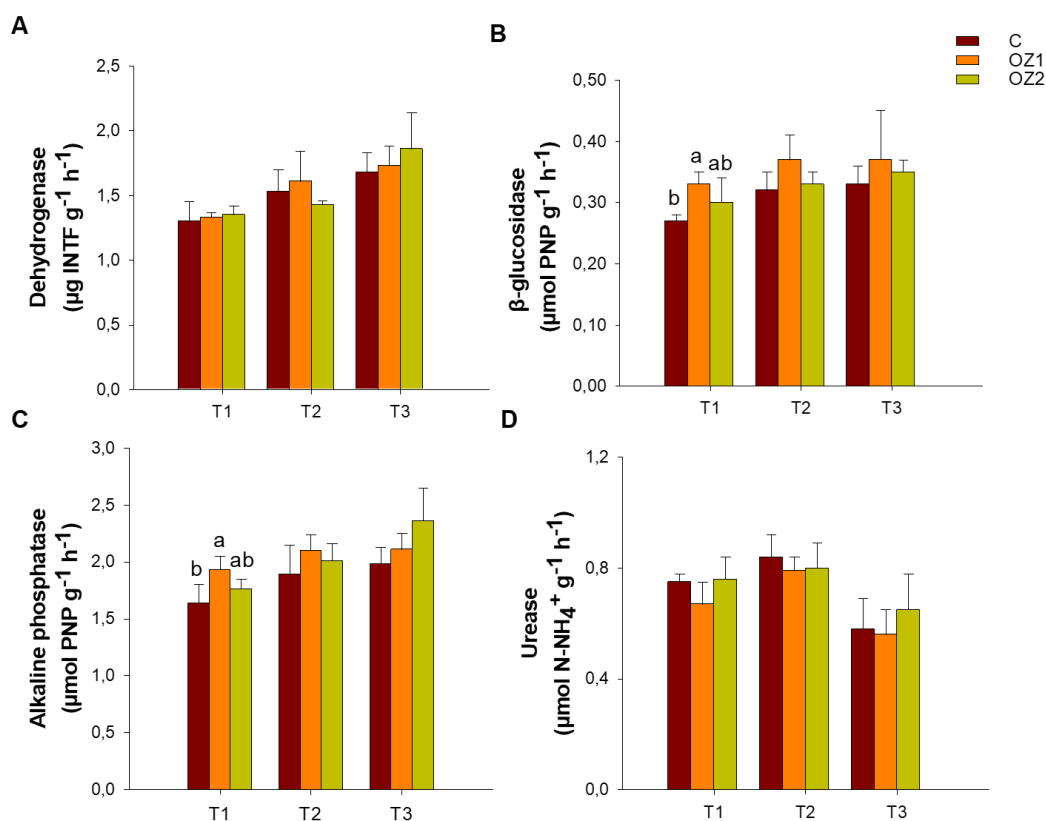 A
2,5
2,0
1,5
1,0
0,5
0,0
Dehydrogenase
(µg INTF g⁻¹ h⁻¹)
T1 T2 T3
B
C
OZ1
OZ2
0,50
0,40
0,30
0,20
0,10
0,00
β-glucosidase
(µmol PNP g⁻¹ h⁻¹)
b a ab
T1 T2 T3
C
3,0
2,5
2,0
1,5
1,0
0,5
0,0
Alkaline phosphatase
(µmol PNP g⁻¹ h⁻¹)
b a ab
T1 T2 T3
D
1,2
0,8
0,4
0,0
Urease
(µmol N-NH₄⁺ g⁻¹ h⁻¹)
T1 T2 T3